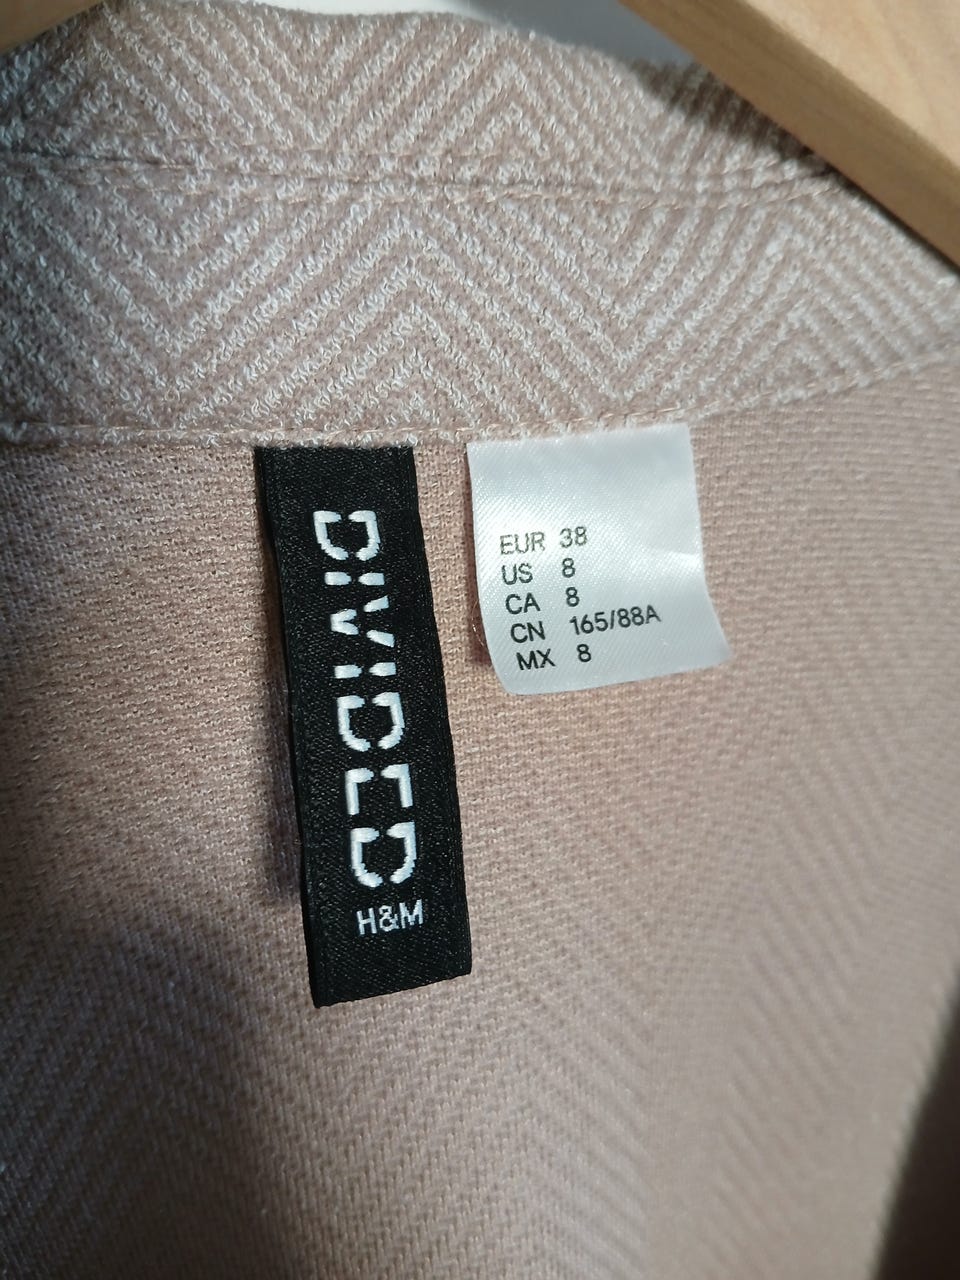 DIVIDED
H&M
EUR 38
US 8
CA 8
CN 165/88A
MX 8